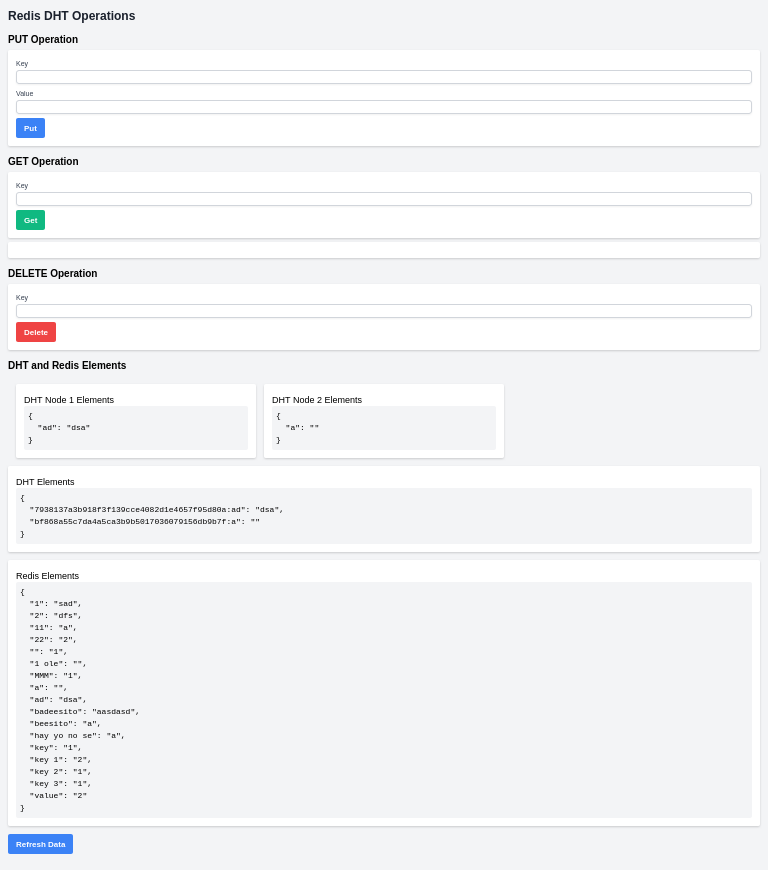 Redis DHT Operations
PUT Operation
Key
Value
Put
GET Operation
Key
Get
DELETE Operation
Key
Delete
DHT and Redis Elements
DHT Node 1 Elements
{
  "ad": "dsa"
}
DHT Node 2 Elements
{
  "a": ""
}
DHT Elements
{
  "7938137a3b918f3f139cce4082d1e4657f95d80a:ad": "dsa",
  "bf868a55c7da4a5ca3b9b5017036079156db9b7f:a": ""
}
Redis Elements
{
  "1": "sad",
  "2": "dfs",
  "11": "a",
  "22": "2",
  "": "1",
  "1 ole": "",
  "MMM": "1",
  "a": "",
  "ad": "dsa",
  "badeesito": "aasdasd",
  "beesito": "a",
  "hay yo no se": "a",
  "key": "1",
  "key 1": "2",
  "key 2": "1",
  "key 3": "1",
  "value": "2"
}
Refresh Data